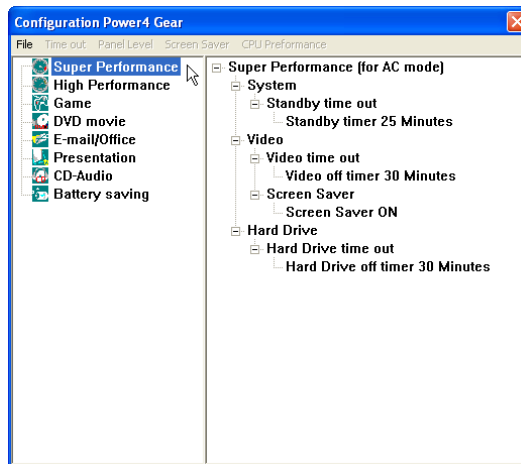 Configuration Power4 Gear
File Time out Panel Level Screen Saver CPU Preformance
Super Performance
High Performance
Game
DVD movie
E-mail/Office
Presentation
CD-Audio
Battery saving
Super Performance (for AC mode)
System
Standby time out
Standby timer 25 Minutes
Video
Video time out
Video off timer 30 Minutes
Screen Saver
Screen Saver ON
Hard Drive
Hard Drive time out
Hard Drive off timer 30 Minutes